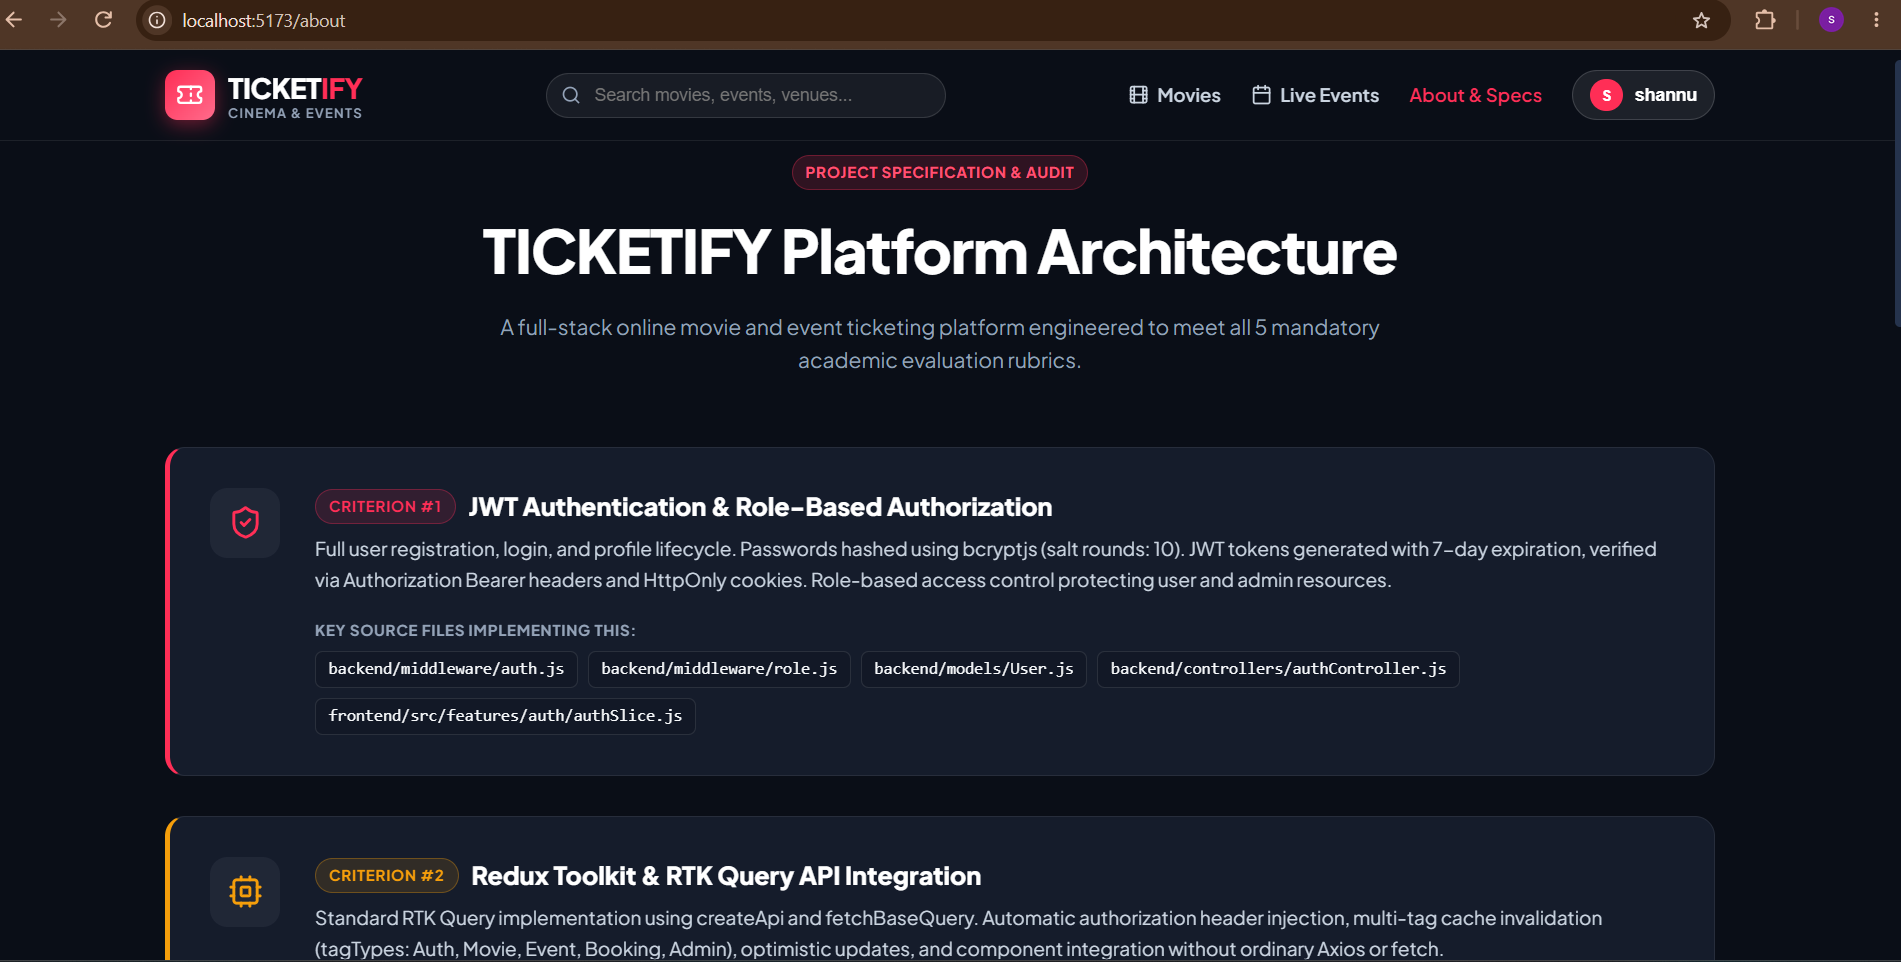 localhost:5173/about
S
TICKETIFY
CINEMA & EVENTS
Search movies, events, venues...
Movies
Live Events
About & Specs
S
shannu
PROJECT SPECIFICATION & AUDIT
TICKETIFY Platform Architecture
A full-stack online movie and event ticketing platform engineered to meet all 5 mandatory
academic evaluation rubrics.
CRITERION #1
JWT Authentication & Role-Based Authorization
Full user registration, login, and profile lifecycle. Passwords hashed using bcryptjs (salt rounds: 10). JWT tokens generated with 7-day expiration, verified
via Authorization Bearer headers and HttpOnly cookies. Role-based access control protecting user and admin resources.
KEY SOURCE FILES IMPLEMENTING THIS:
backend/middleware/auth.js
backend/middleware/role.js
backend/models/User.js
backend/controllers/authController.js
frontend/src/features/auth/authSlice.js
CRITERION #2
Redux Toolkit & RTK Query API Integration
Standard RTK Query implementation using createApi and fetchBaseQuery. Automatic authorization header injection, multi-tag cache invalidation
(tagTypes: Auth, Movie, Event, Booking, Admin), optimistic updates, and component integration without ordinary Axios or fetch.